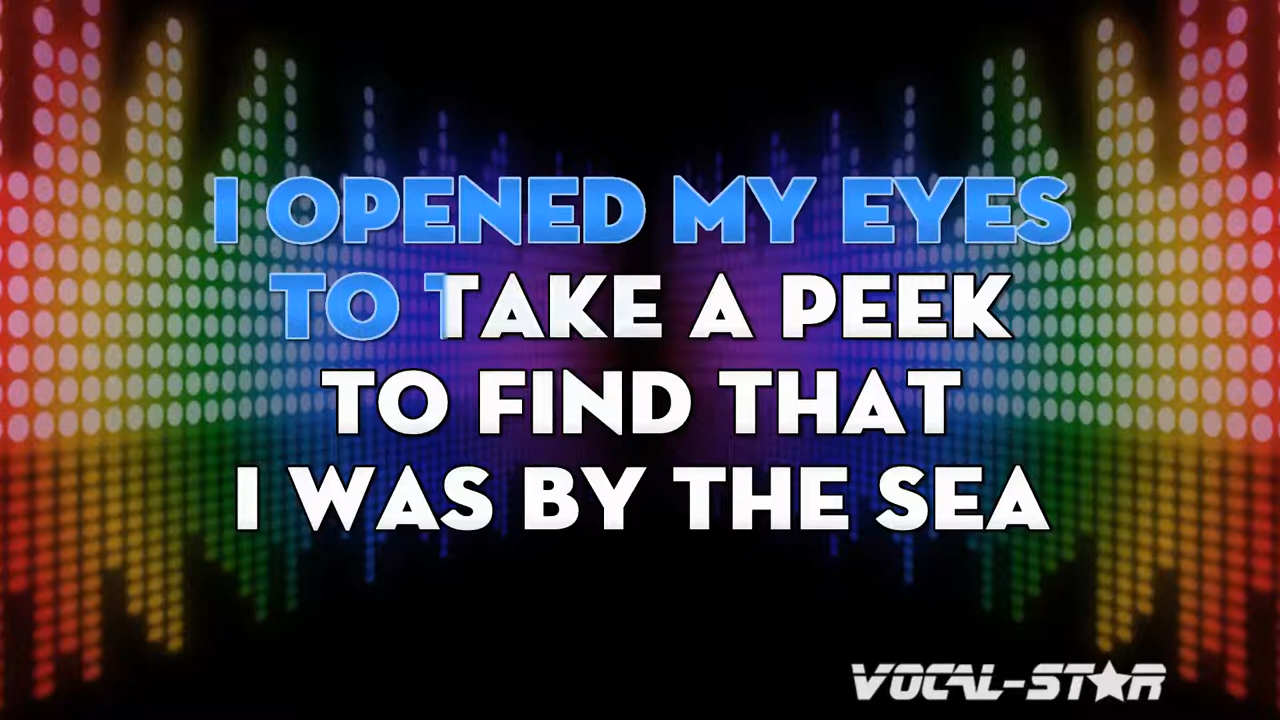 I OPENED MY EYES
TO TAKE A PEEK
TO FIND THAT
I WAS BY THE SEA
VOCAL-STAR